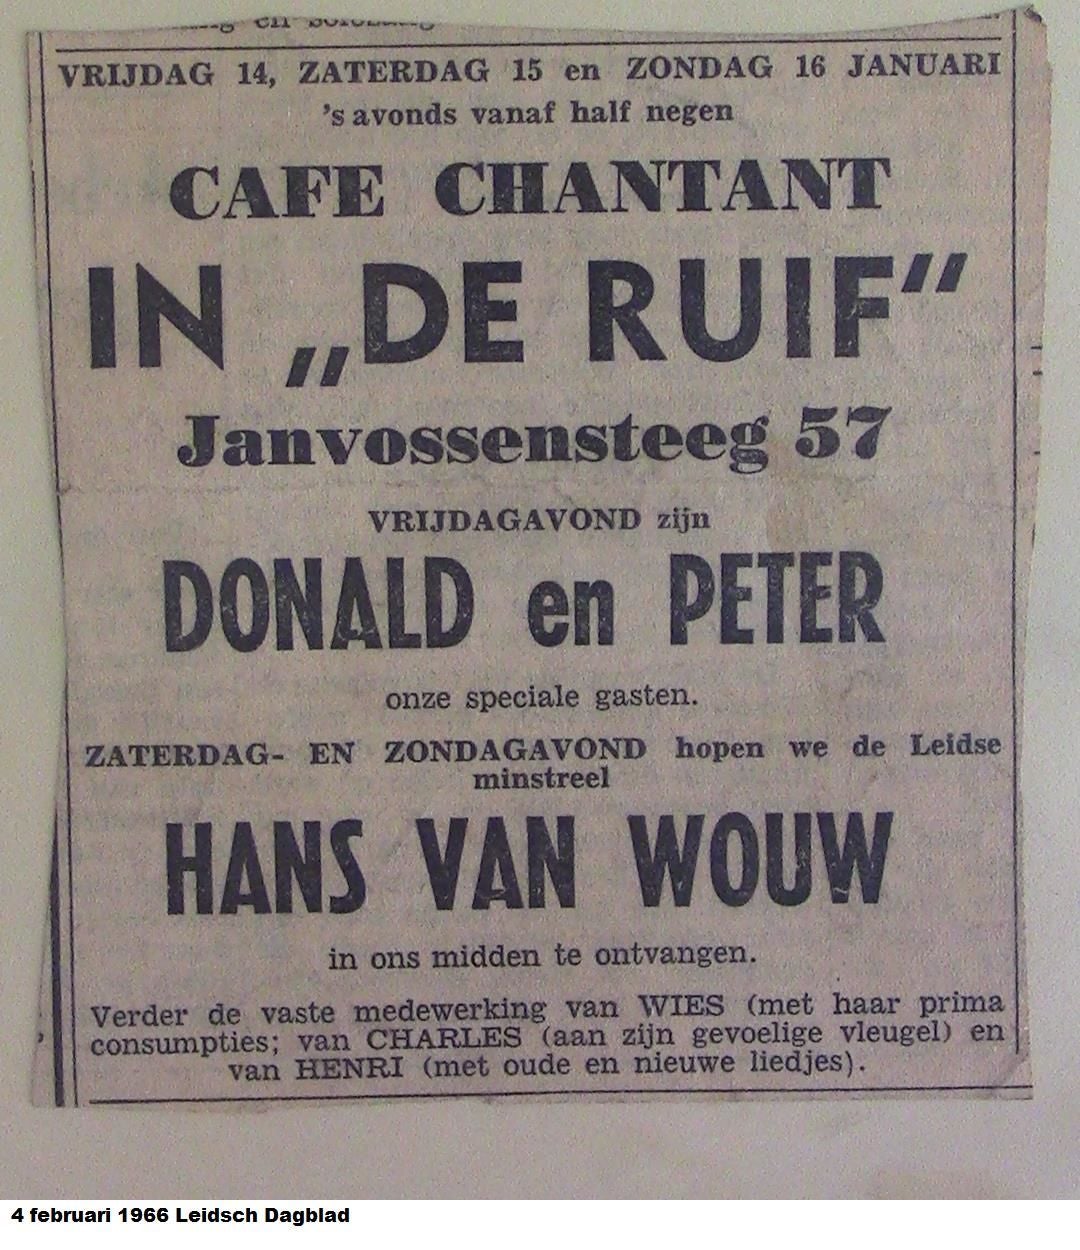 VRIJDAG 14, ZATERDAG 15 en ZONDAG 16 JANUARI
's avonds vanaf half negen
CAFE CHANTANT
IN „DE RUIF"
Janvossensteeg 57
VRIJDAGAVOND zijn
DONALD en PETER
onze speciale gasten.
ZATERDAG- EN ZONDAGAVOND hopen we de Leidse
minstreel
HANS VAN WOUW
in ons midden te ontvangen.
Verder de vaste medewerking van WIES (met haar prima
consumpties; van CHARLES (aan zijn gevoelige vleugel) en
van HENRI (met oude en nieuwe liedjes).
4 februari 1966 Leidsch Dagblad